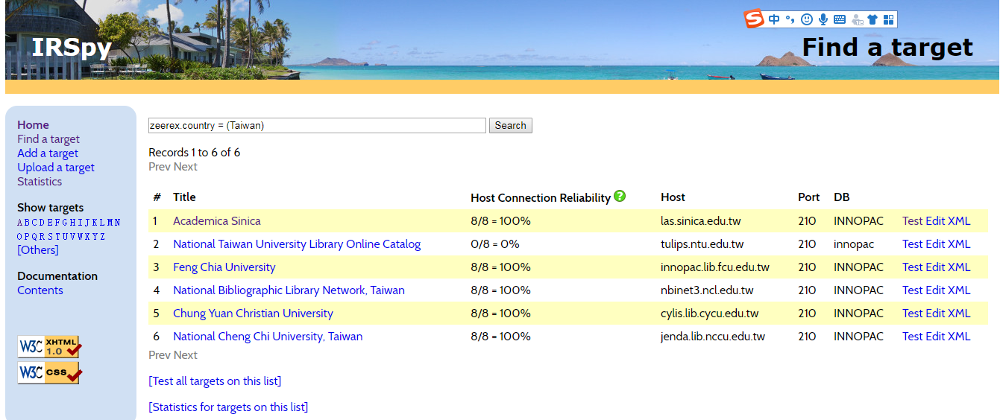 IRSpy
中
Find a target
Home
Find a target
Add a target
Upload a target
Statistics
Show targets
A B C D E F G H I J K L M N
O P Q R S T U V W X Y Z
[Others]
Documentation
Contents
W3C XHTML 1.0
W3C css
zeerex.country = (Taiwan) Search
Records 1 to 6 of 6
Prev Next
# Title Host Connection Reliability ? Host Port DB
1 Academica Sinica 8/8 = 100% las.sinica.edu.tw 210 INNOPAC Test Edit XML
2 National Taiwan University Library Online Catalog 0/8 = 0% tulips.ntu.edu.tw 210 innopac Test Edit XML
3 Feng Chia University 8/8 = 100% innopac.lib.fcu.edu.tw 210 INNOPAC Test Edit XML
4 National Bibliographic Library Network, Taiwan 8/8 = 100% nbinet3.ncl.edu.tw 210 INNOPAC Test Edit XML
5 Chung Yuan Christian University 8/8 = 100% cylis.lib.cycu.edu.tw 210 INNOPAC Test Edit XML
6 National Cheng Chi University, Taiwan 8/8 = 100% jenda.lib.nccu.edu.tw 210 INNOPAC Test Edit XML
Prev Next
[Test all targets on this list]
[Statistics for targets on this list]